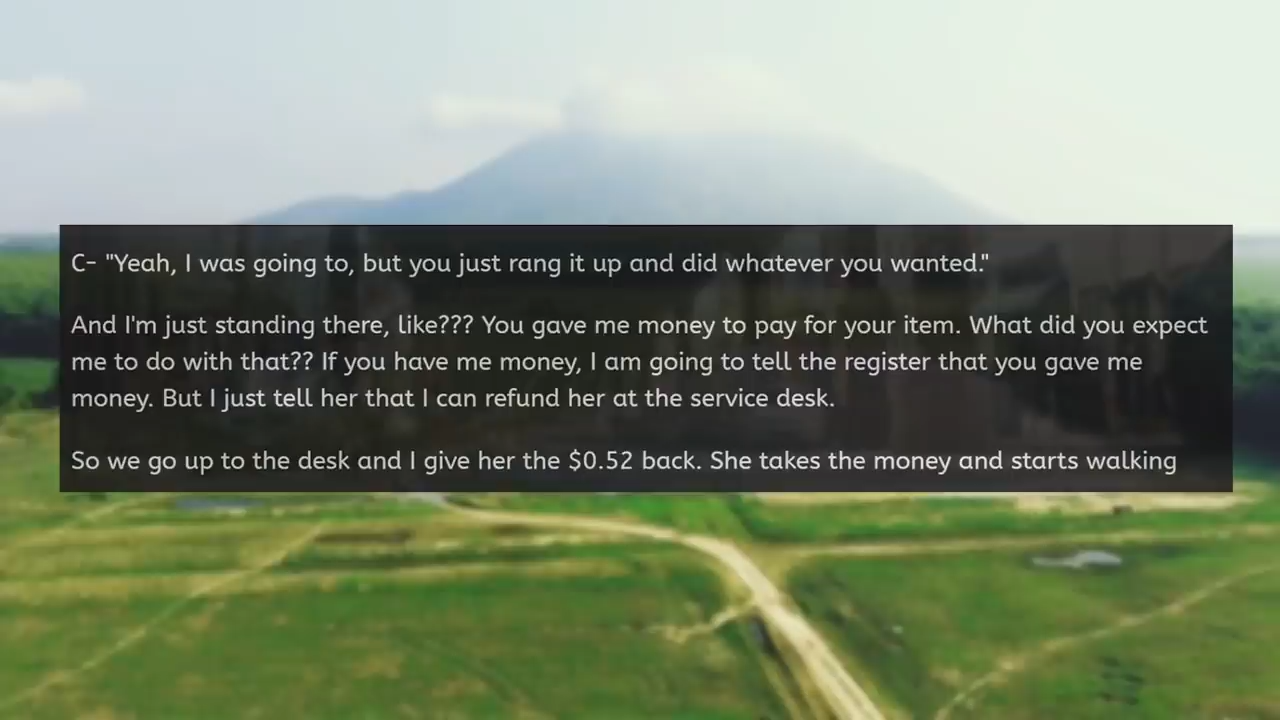 C- "Yeah, I was going to, but you just rang it up and did whatever you wanted."
And I'm just standing there, like??? You gave me money to pay for your item. What did you expect
me to do with that?? If you have me money, I am going to tell the register that you gave me
money. But I just tell her that I can refund her at the service desk.
So we go up to the desk and I give her the $0.52 back. She takes the money and starts walking